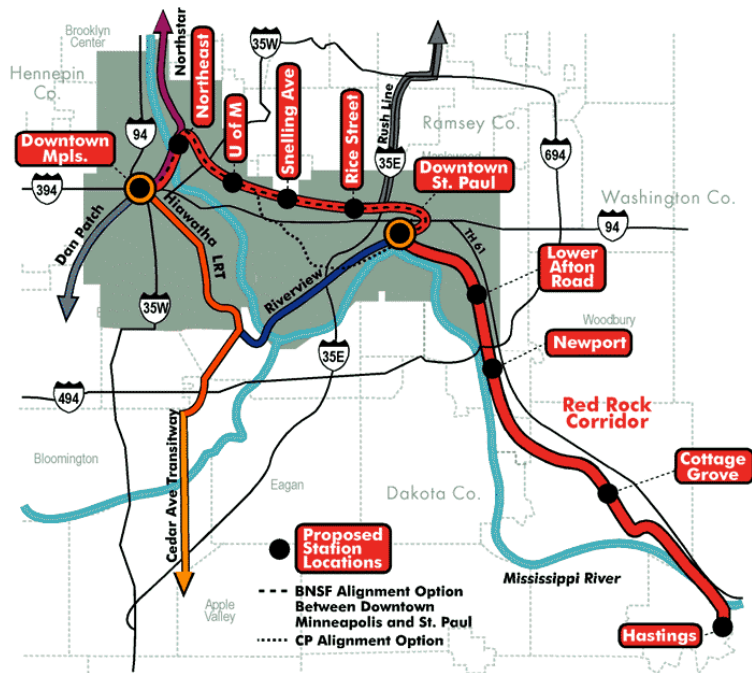 Brooklyn
Center
Northstar
35W
Hennepin
Co.
Northeast
94
U of M
Snelling Ave
Rice Street
Rush Line
Ramsey Co.
35E
Maplewood
694
Downtown
Mpls.
Downtown
St. Paul
394
Washington Co.
94
Dan Patch
Hiawatha
LRT
TH 61
Riverview
Lower
Afton
Road
35W
Woodbury
Newport
35E
494
Red Rock
Corridor
Bloomington
Cedar Ave Transitway
Eagan
Dakota Co.
Cottage
Grove
Proposed
Station
Locations
Mississippi River
BNSF Alignment Option
Between Downtown
Minneapolis and St. Paul
Apple
Valley
CP Alignment Option
Hastings